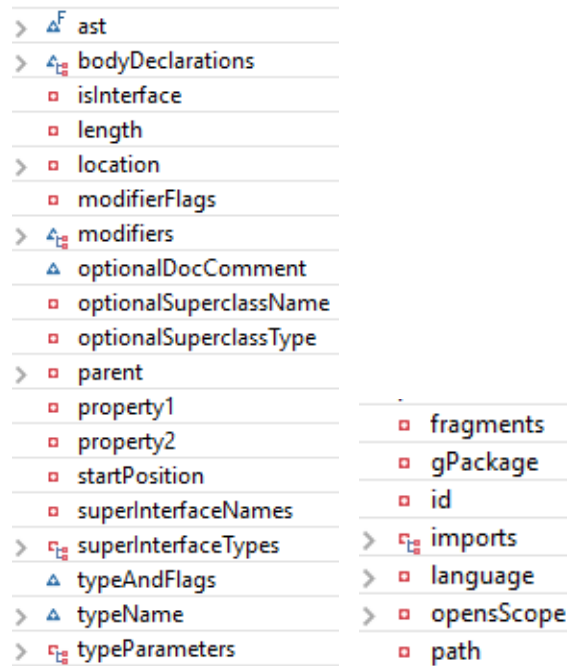 ast
bodyDeclarations
isInterface
length
location
modifierFlags
modifiers
optionalDocComment
optionalSuperclassName
optionalSuperclassType
parent
property1
property2
startPosition
superInterfaceNames
superInterfaceTypes
typeAndFlags
typeName
typeParameters
fragments
gPackage
id
imports
language
opensScope
path